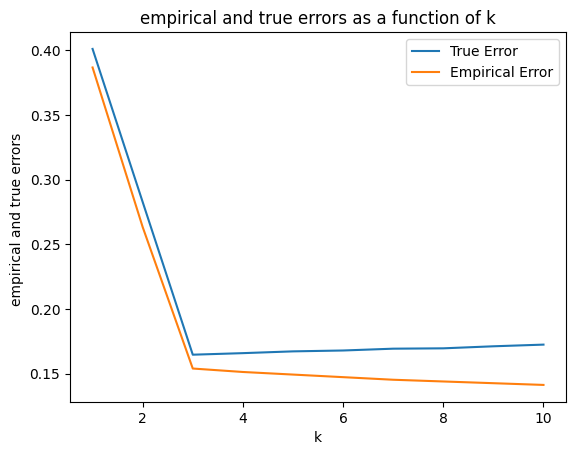 empirical and true errors as a function of k
True Error
Empirical Error
empirical and true errors
0.40
0.35
0.30
0.25
0.20
0.15
2
4
6
8
10
k